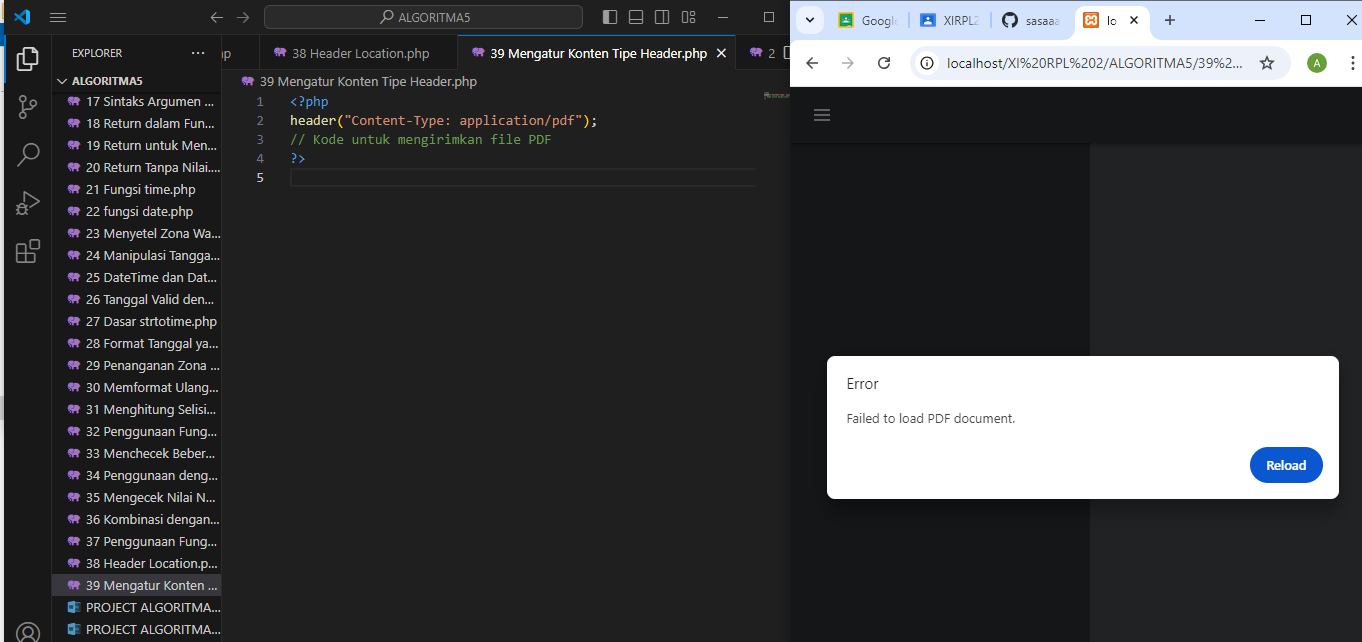 ALGORITMA5
EXPLORER
ALGORITMA5
17 Sintaks Argumen ...
18 Return dalam Fun...
19 Return untuk Men...
20 Return Tanpa Nilai....
21 Fungsi time.php
22 fungsi date.php
23 Menyetel Zona Wa...
24 Manipulasi Tangga...
25 DateTime dan Dat...
26 Tanggal Valid den...
27 Dasar strtotime.php
28 Format Tanggal ya...
29 Penanganan Zona ...
30 Memformat Ulang...
31 Menghitung Selisi...
32 Penggunaan Fung...
33 Menchecek Beber...
34 Penggunaan deng...
35 Mengecek Nilai N...
36 Kombinasi dengan...
37 Penggunaan Fung...
38 Header Location.p...
39 Mengatur Konten ...
PROJECT ALGORITMA...
PROJECT ALGORITMA...
38 Header Location.php
39 Mengatur Konten Tipe Header.php
2
39 Mengatur Konten Tipe Header.php
1 <?php
2 header("Content-Type: application/pdf");
3 // Kode untuk mengirimkan file PDF
4 ?>
5
Google
XIRPL2
sasaaa
lo
localhost/XI%20RPL%202/ALGORITMA5/39%2...
A
Error
Failed to load PDF document.
Reload